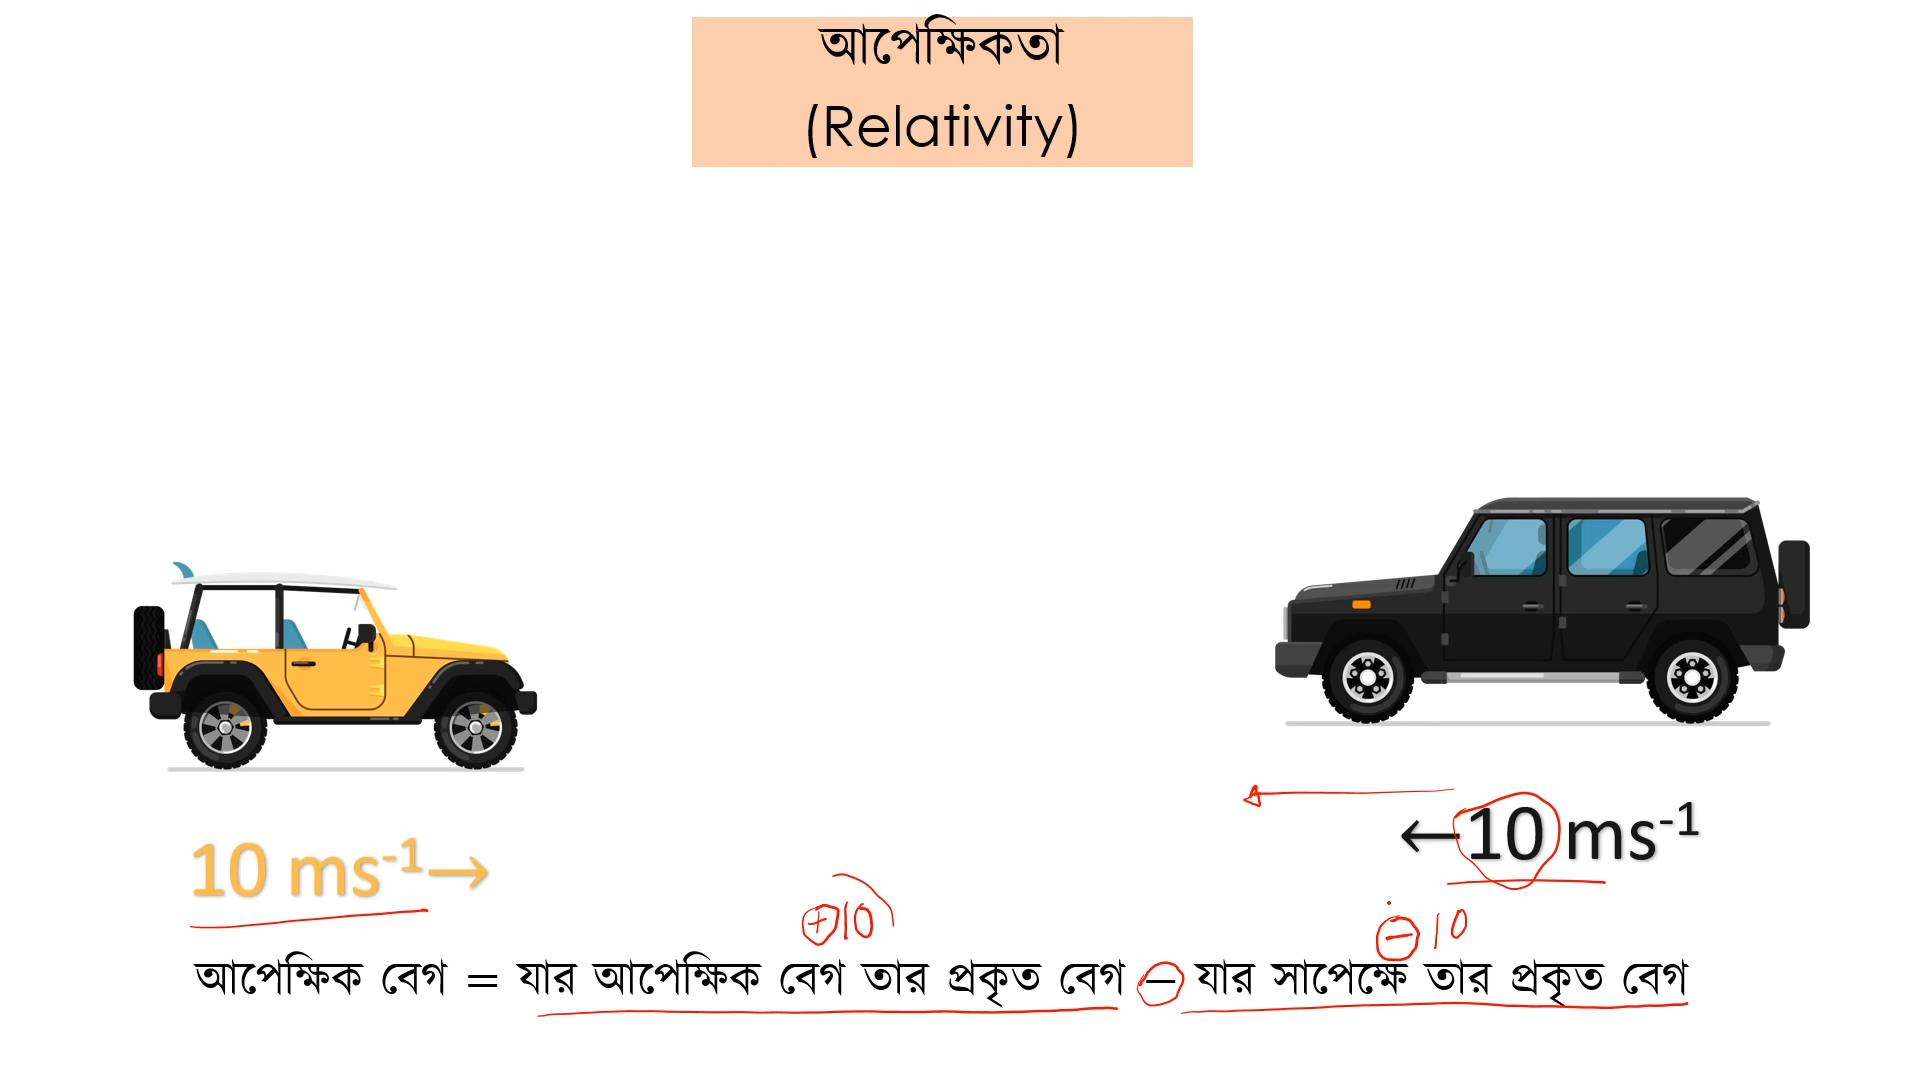 আপেক্ষিকতা
(Relativity)
←10 ms⁻¹
10 ms⁻¹→
+10
- 10
আপেক্ষিক বেগ = যার আপেক্ষিক বেগ তার প্রকৃত বেগ – যার সাপেক্ষে তার প্রকৃত বেগ